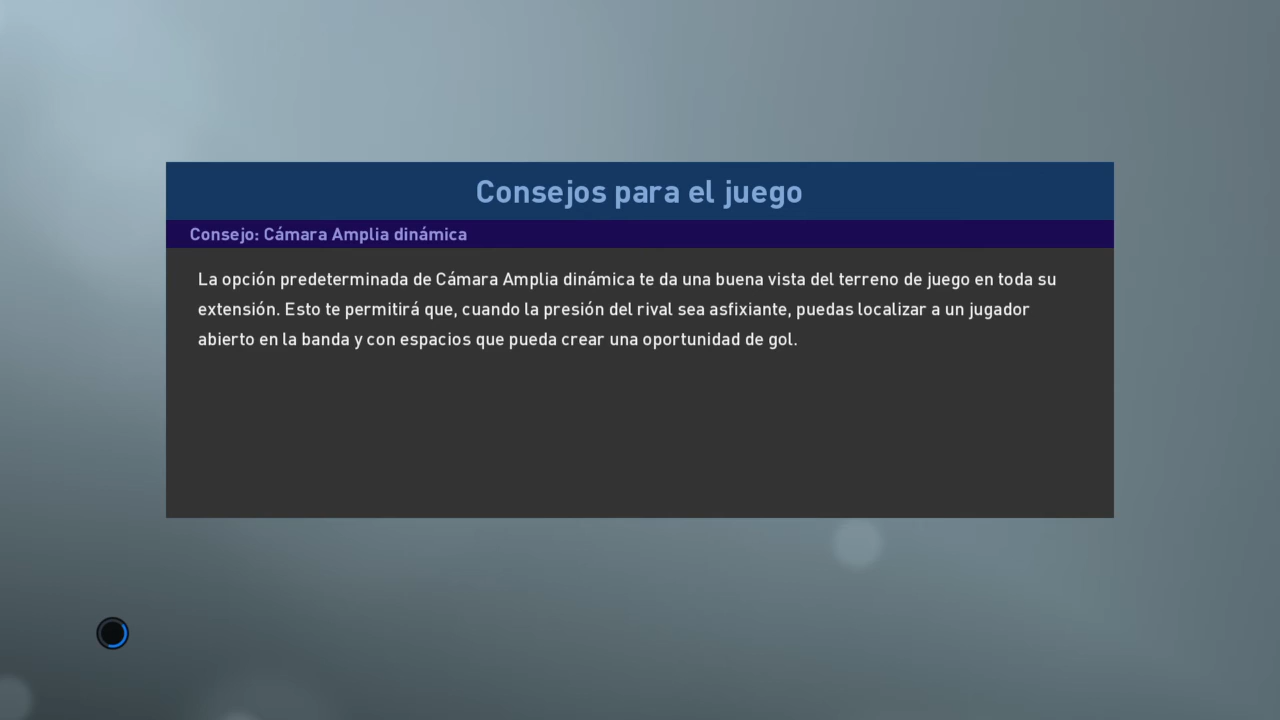 Consejos para el juego
Consejo: Cámara Amplia dinámica
La opción predeterminada de Cámara Amplia dinámica te da una buena vista del terreno de juego en toda su
extensión. Esto te permitirá que, cuando la presión del rival sea asfixiante, puedas localizar a un jugador
abierto en la banda y con espacios que pueda crear una oportunidad de gol.